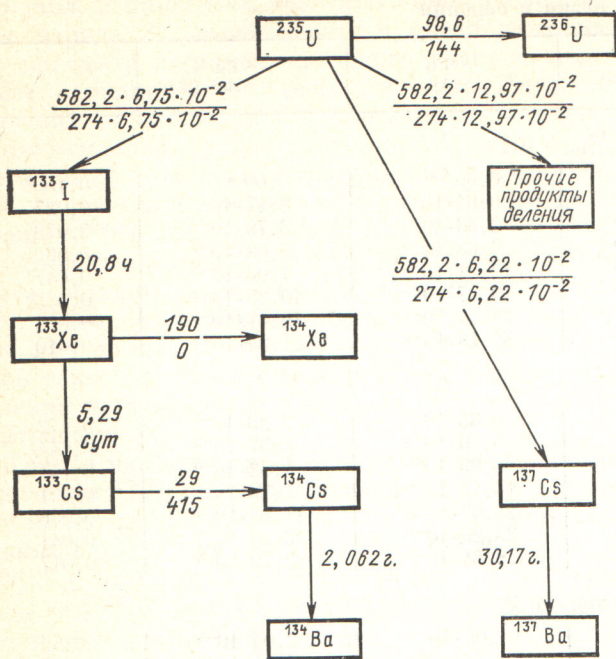 ²³⁵U
98,6
144
²³⁶U
582,2·6,75·10⁻²
274·6,75·10⁻²
582,2·12,97·10⁻²
274·12,97·10⁻²
¹³³I
Прочие
продукты
деления
20,8 ч
582,2·6,22·10⁻²
274·6,22·10⁻²
¹³³Xe
190
0
¹³⁴Xe
5,29
сут
¹³³Cs
29
415
¹³⁴Cs
¹³⁷Cs
2,062 г.
30,17 г.
¹³⁴Ba
¹³⁷Ba